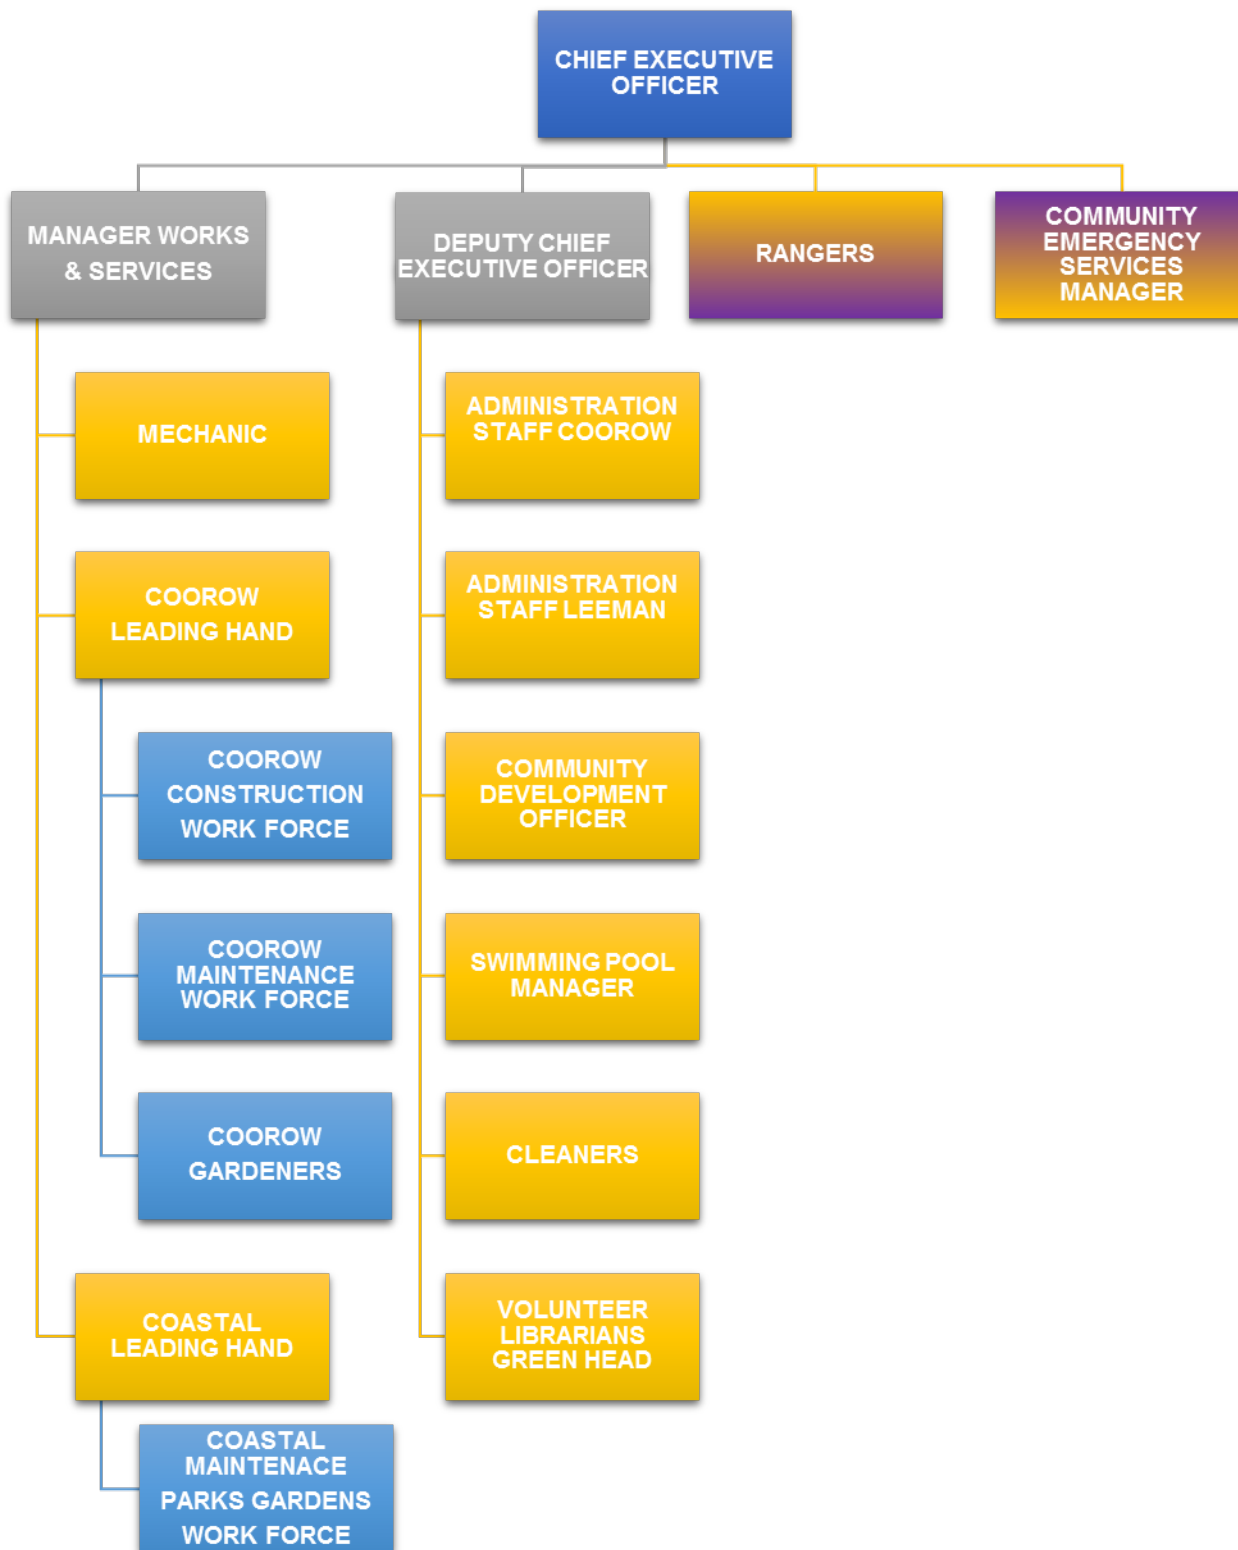 CHIEF EXECUTIVE
OFFICER
MANAGER WORKS
& SERVICES
DEPUTY CHIEF
EXECUTIVE OFFICER
RANGERS
COMMUNITY
EMERGENCY
SERVICES
MANAGER
MECHANIC
COOROW
LEADING HAND
COOROW
CONSTRUCTION
WORK FORCE
COOROW
MAINTENANCE
WORK FORCE
COOROW
GARDENERS
COASTAL
LEADING HAND
COASTAL
MAINTENACE
PARKS GARDENS
WORK FORCE
ADMINISTRATION
STAFF COOROW
ADMINISTRATION
STAFF LEEMAN
COMMUNITY
DEVELOPMENT
OFFICER
SWIMMING POOL
MANAGER
CLEANERS
VOLUNTEER
LIBRARIANS
GREEN HEAD